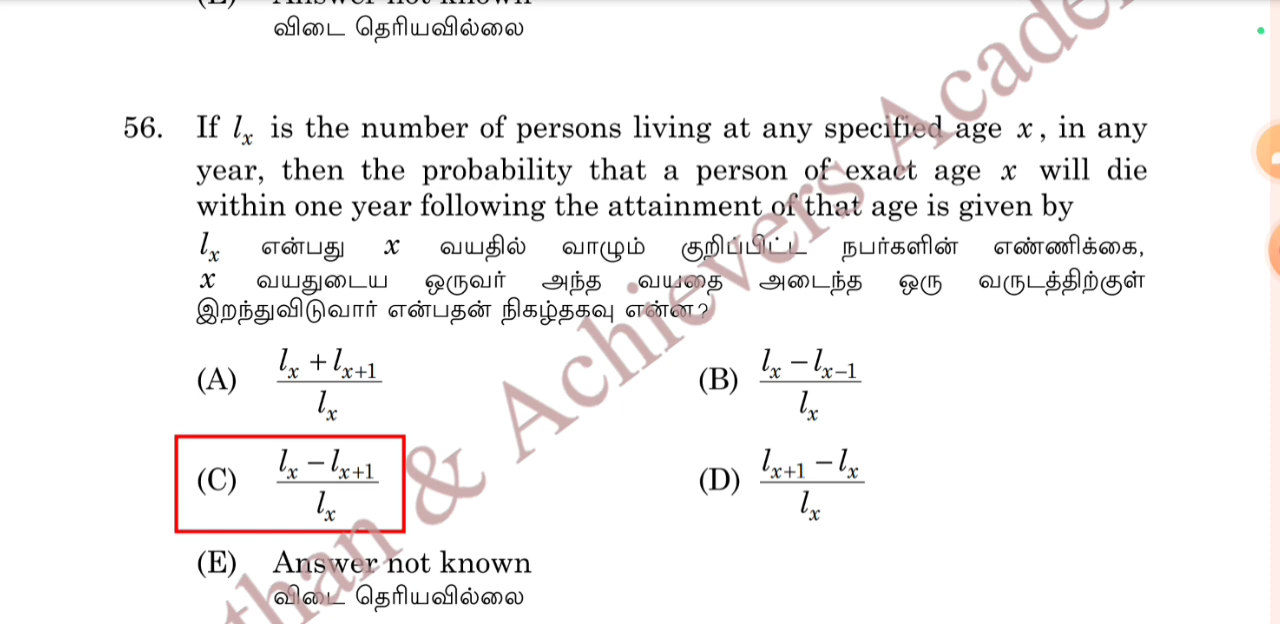 விடை தெரியவில்லை
56. If l_x is the number of persons living at any specified age x, in any
year, then the probability that a person of exact age x will die
within one year following the attainment of that age is given by
l_x என்பது x வயதில் வாழும் குறிப்பிட்ட நபர்களின் எண்ணிக்கை,
x வயதுடைய ஒருவர் அந்த வயதை அடைந்த ஒரு வருடத்திற்குள்
இறந்துவிடுவார் என்பதன் நிகழ்தகவு என்ன?
(A) (l_x + l_{x+1}) / l_x (B) (l_x − l_{x−1}) / l_x
(C) (l_x − l_{x+1}) / l_x (D) (l_{x+1} − l_x) / l_x
(E) Answer not known
விடை தெரியவில்லை
than & Achievers Acade